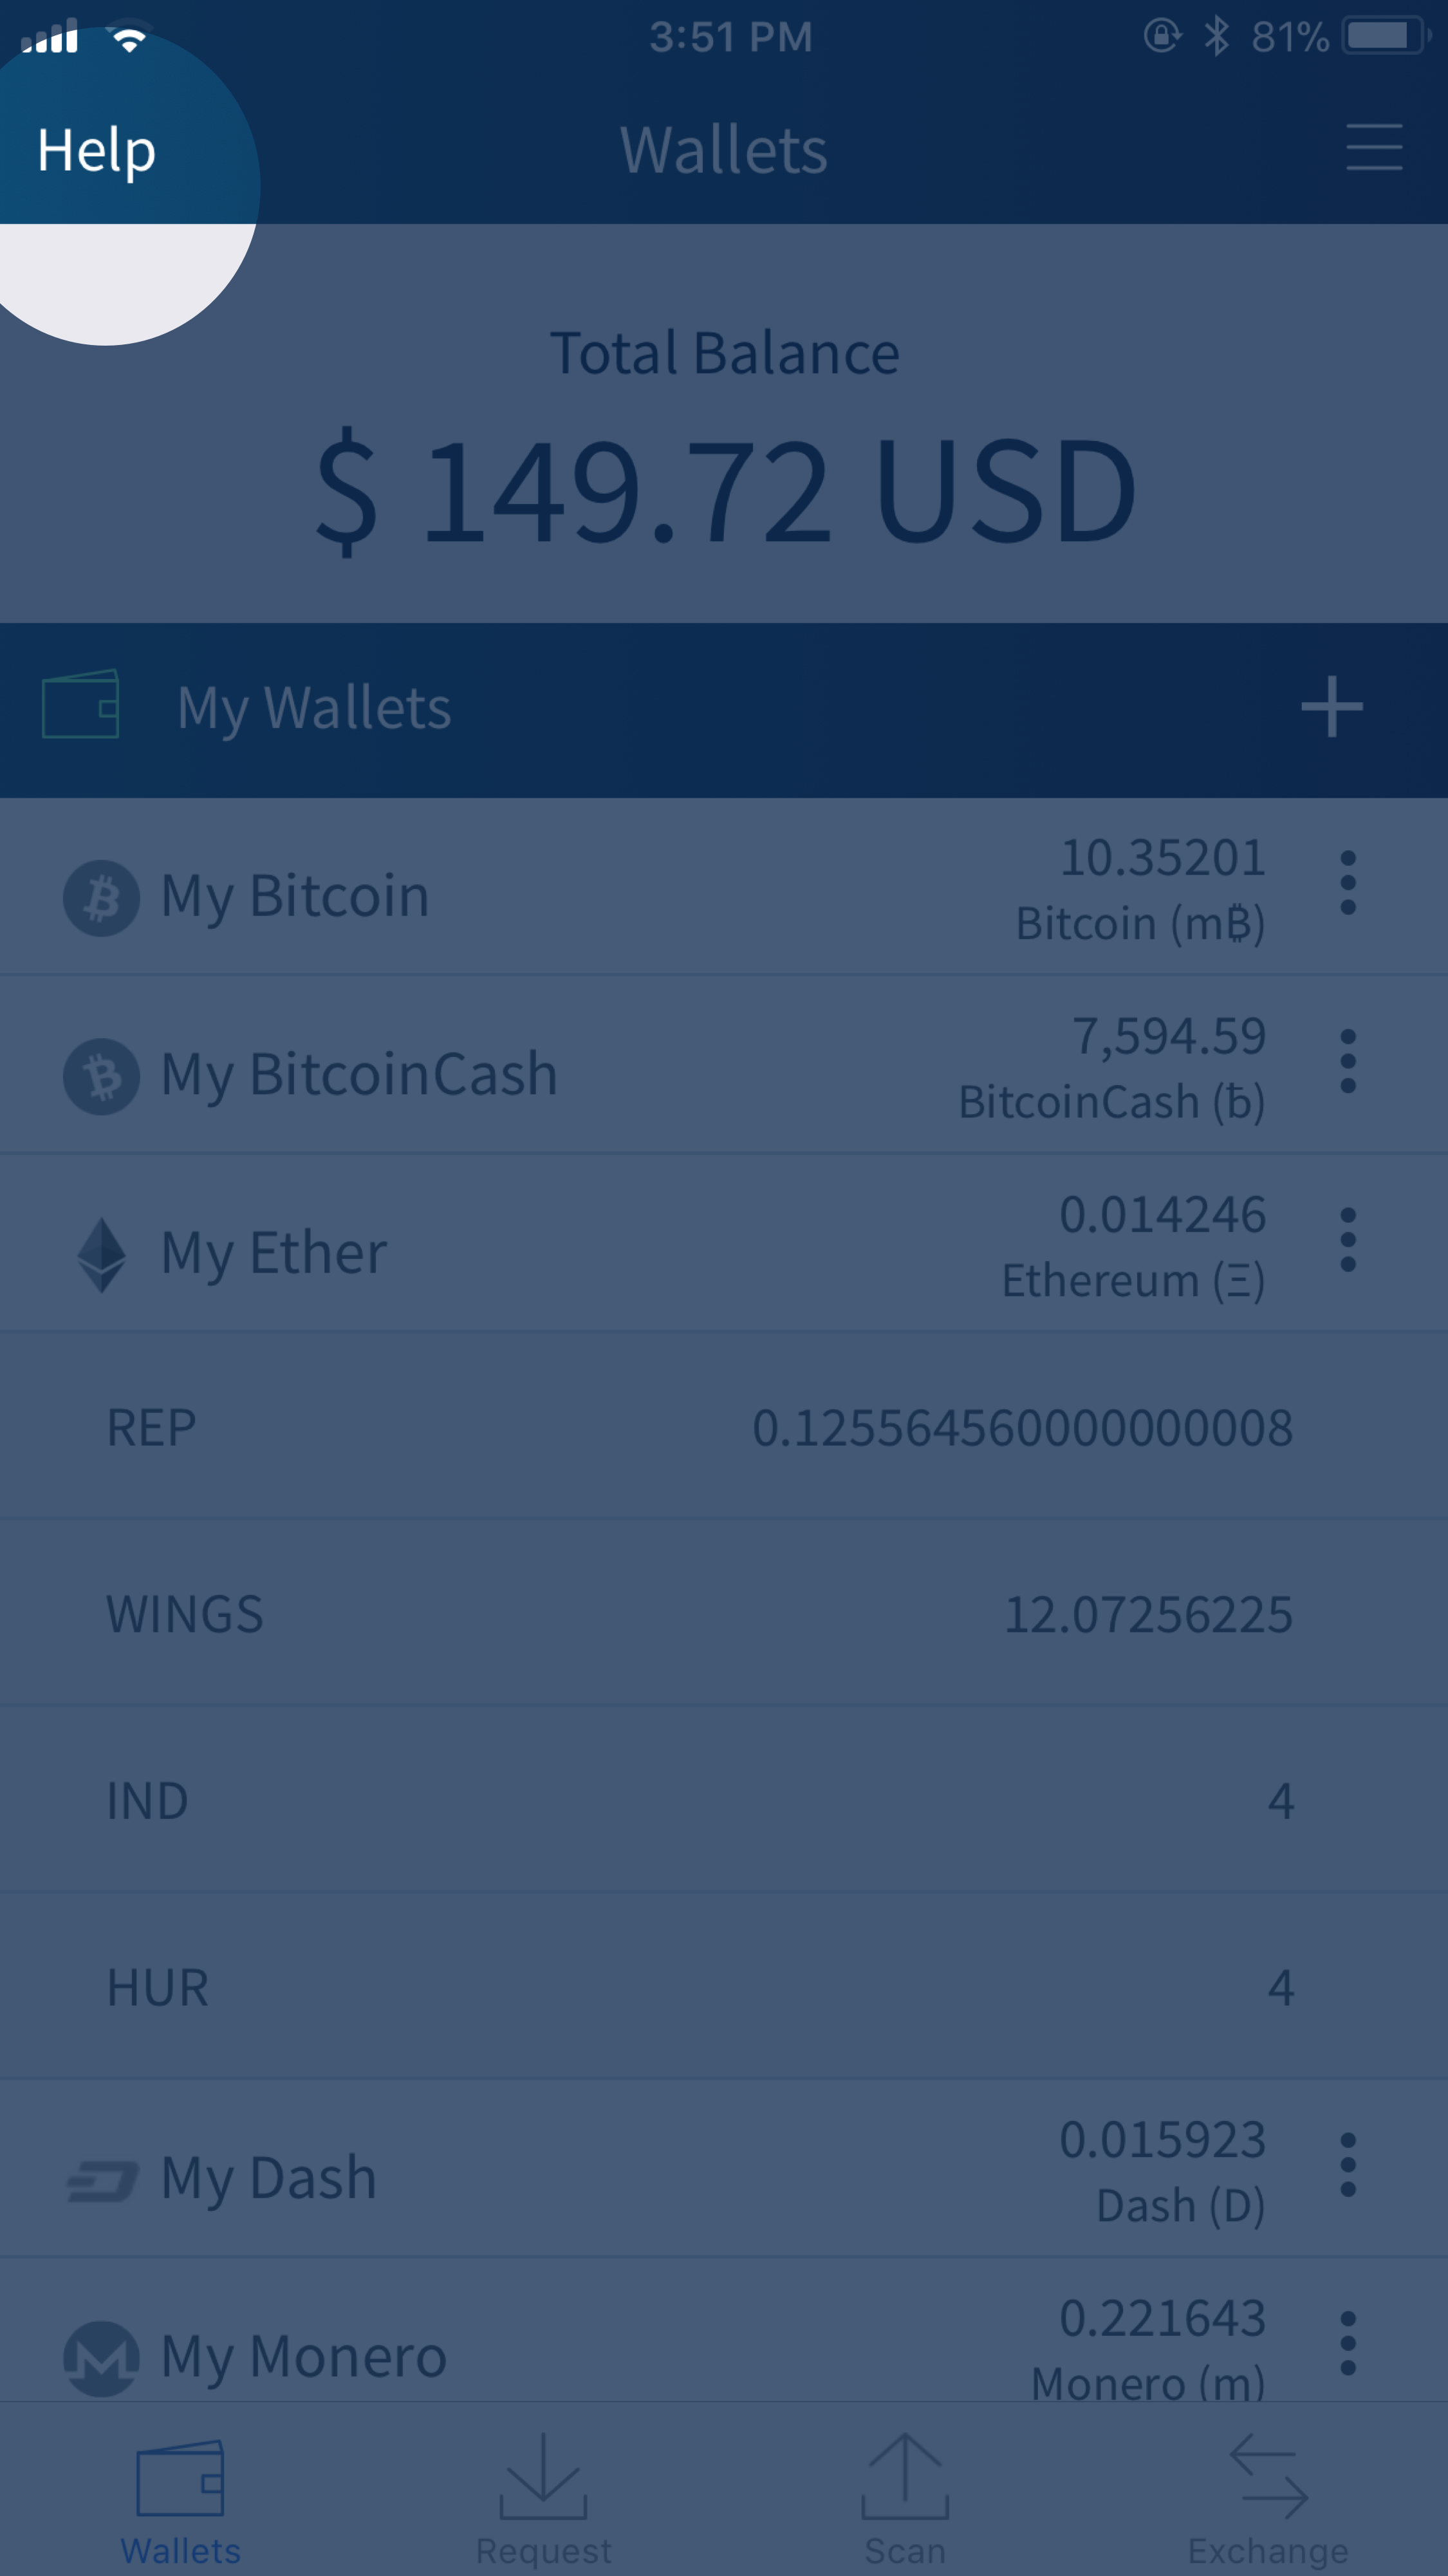 3:51 PM 81%
Help Wallets
Total Balance
$ 149.72 USD
My Wallets
My Bitcoin 10.35201
Bitcoin (m₿)
My BitcoinCash 7,594.59
BitcoinCash (ƀ)
My Ether 0.014246
Ethereum (Ξ)
REP 0.125564560000000008
WINGS 12.07256225
IND 4
HUR 4
My Dash 0.015923
Dash (D)
My Monero 0.221643
Monero (m)
Wallets Request Scan Exchange